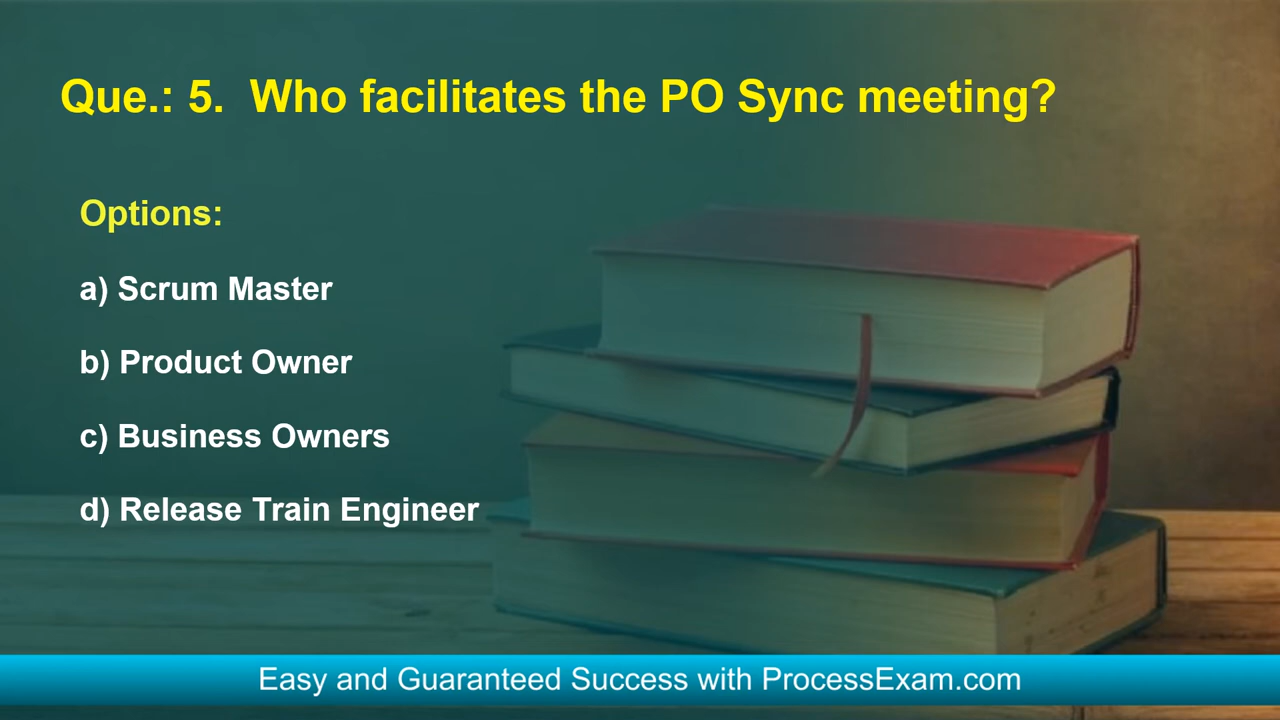 Que.: 5. Who facilitates the PO Sync meeting?
Options:
a) Scrum Master
b) Product Owner
c) Business Owners
d) Release Train Engineer
Easy and Guaranteed Success with ProcessExam.com